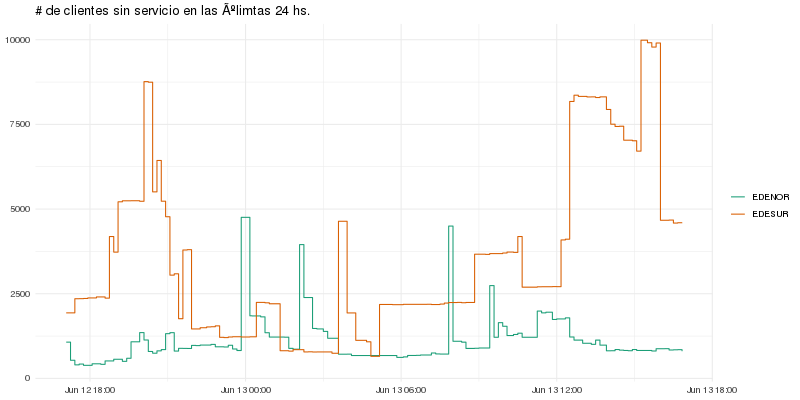 # de clientes sin servicio en las Ãºlimtas 24 hs.
10000
7500
5000
2500
0
Jun 12 18:00
Jun 13 00:00
Jun 13 06:00
Jun 13 12:00
Jun 13 18:00
EDENOR
EDESUR